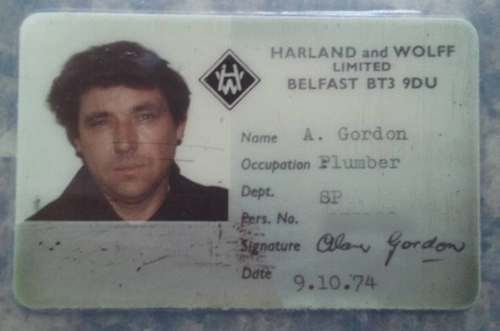 HARLAND and WOLFF
LIMITED
BELFAST BT3 9DU
HW
Name A. Gordon
Occupation Plumber
Dept. SP
Pers. No.
Signature Alan Gordon
Date 9.10.74